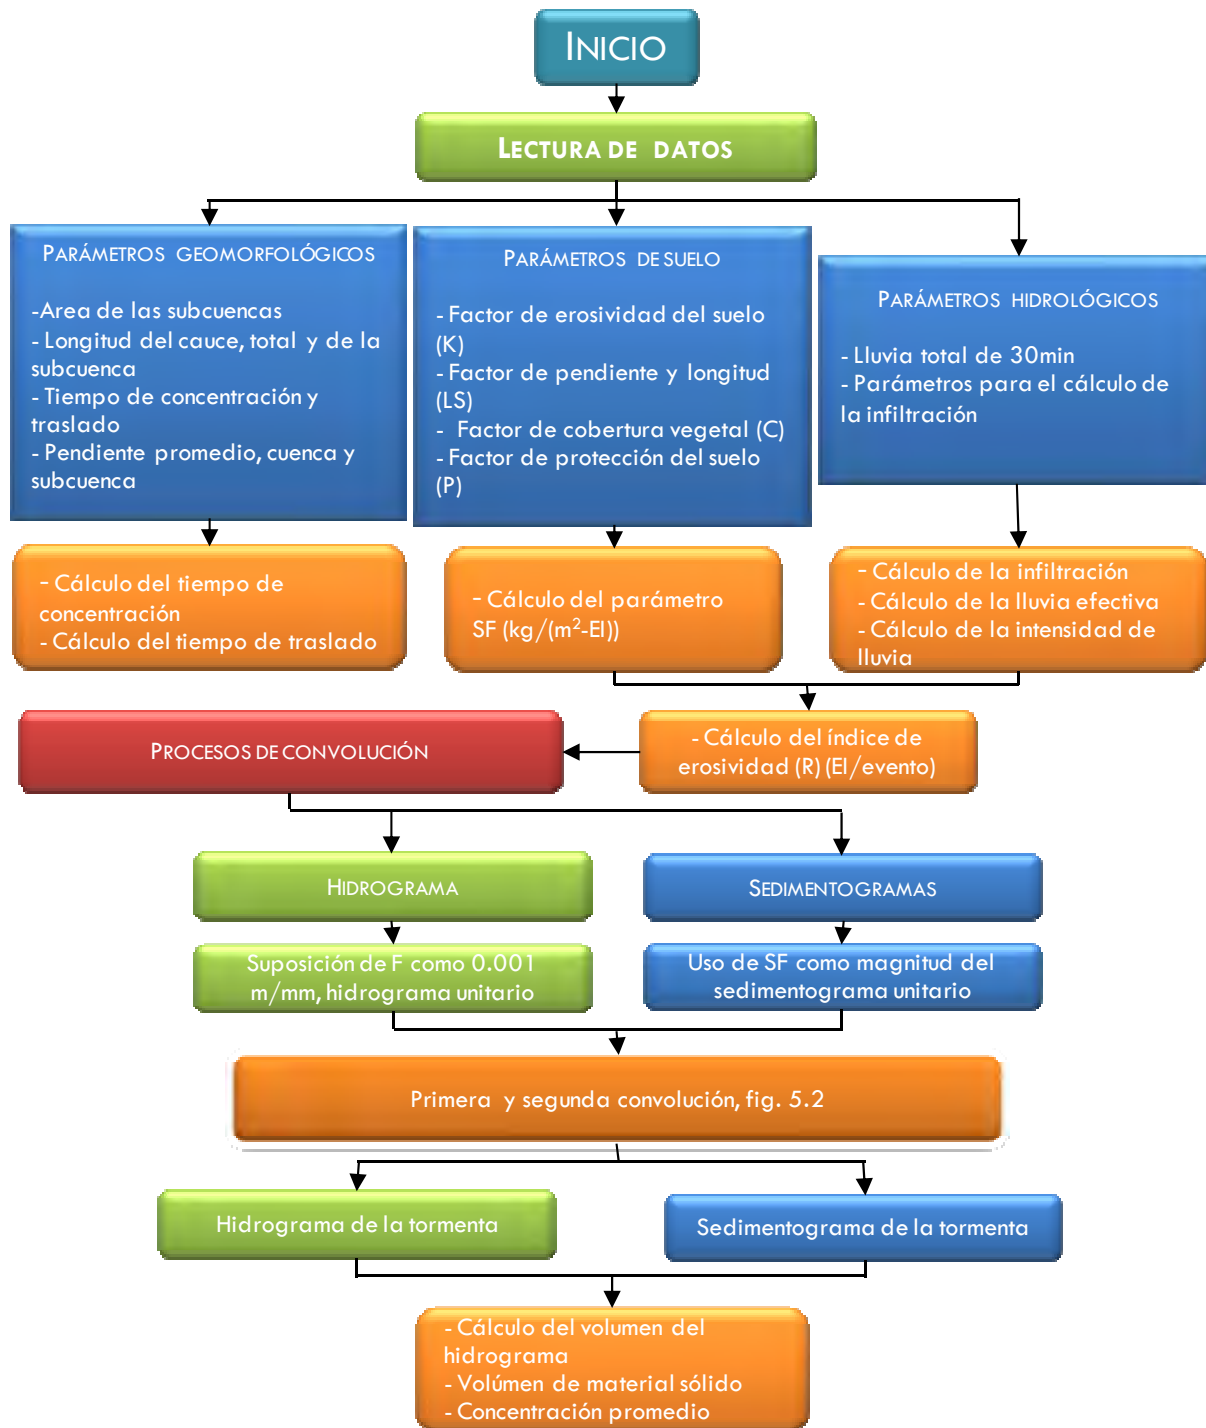 INICIO
LECTURA DE DATOS
PARÁMETROS GEOMORFOLÓGICOS
-Area de las subcuencas
- Longitud del cauce, total y de la
subcuenca
- Tiempo de concentración y
traslado
- Pendiente promedio, cuenca y
subcuenca
PARÁMETROS DE SUELO
- Factor de erosividad del suelo
(K)
- Factor de pendiente y longitud
(LS)
- Factor de cobertura vegetal (C)
- Factor de protección del suelo
(P)
PARÁMETROS HIDROLÓGICOS
- Lluvia total de 30min
- Parámetros para el cálculo de
la infiltración
- Cálculo del tiempo de
concentración
- Cálculo del tiempo de traslado
- Cálculo del parámetro
SF (kg/(m²-EI))
- Cálculo de la infiltración
- Cálculo de la lluvia efectiva
- Cálculo de la intensidad de
lluvia
PROCESOS DE CONVOLUCIÓN
- Cálculo del índice de
erosividad (R) (EI/evento)
HIDROGRAMA
SEDIMENTOGRAMAS
Suposición de F como 0.001
m/mm, hidrograma unitario
Uso de SF como magnitud del
sedimentograma unitario
Primera y segunda convolución, fig. 5.2
Hidrograma de la tormenta
Sedimentograma de la tormenta
- Cálculo del volumen del
hidrograma
- Volúmen de material sólido
- Concentración promedio